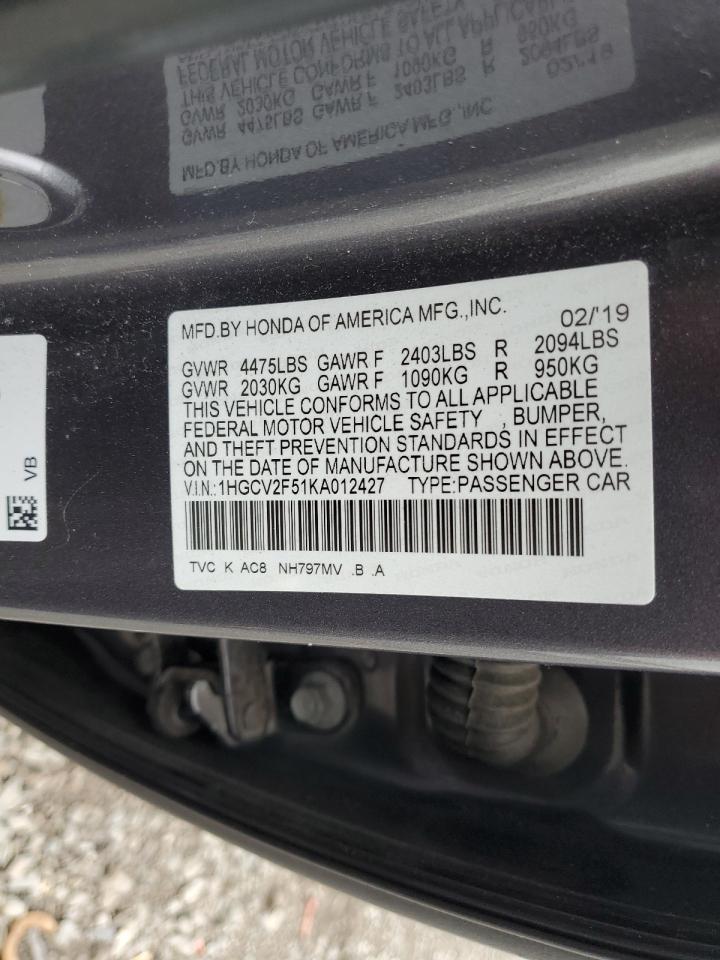 MFD.BY HONDA OF AMERICA MFG.,INC. 02/'19
GVWR 4475LBS GAWR F 2403LBS R 2094LBS
GVWR 2030KG GAWR F 1090KG R 950KG
THIS VEHICLE CONFORMS TO ALL APPLICABLE
FEDERAL MOTOR VEHICLE SAFETY , BUMPER,
AND THEFT PREVENTION STANDARDS IN EFFECT
ON THE DATE OF MANUFACTURE SHOWN ABOVE.
V.I.N.:1HGCV2F51KA012427 TYPE:PASSENGER CAR
TVC K AC8 NH797MV .B .A
VB